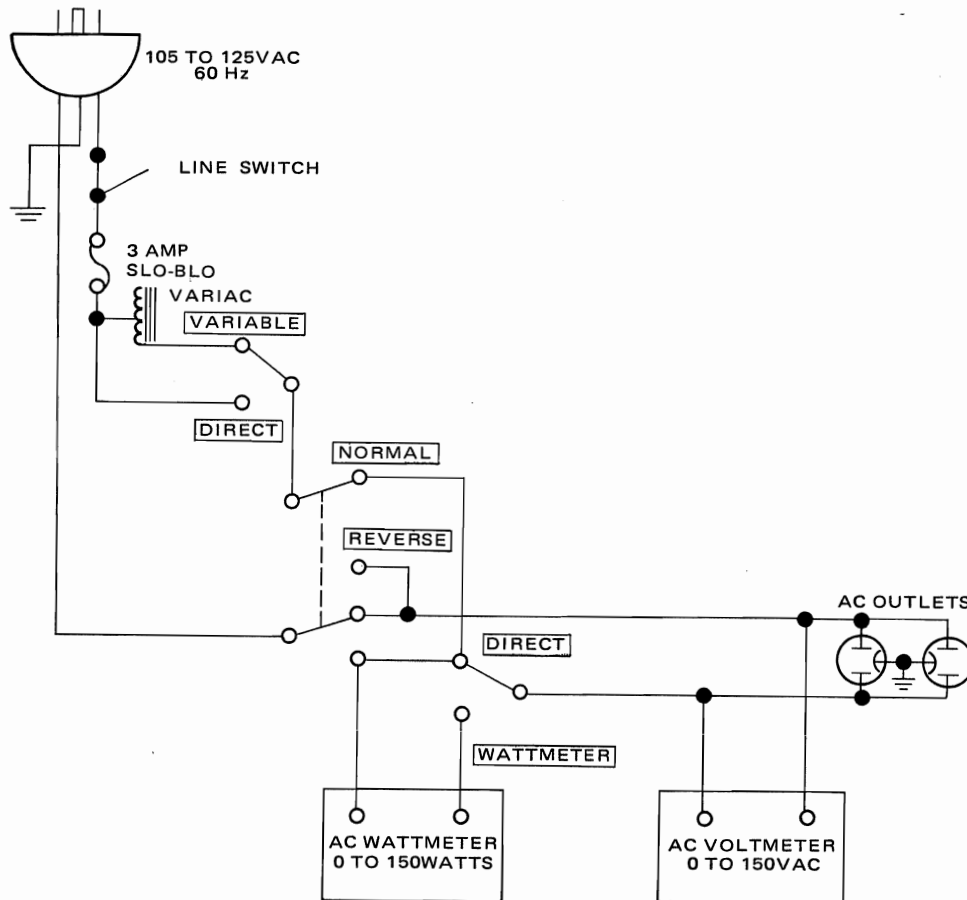 105 TO 125VAC
60 Hz
LINE SWITCH
3 AMP
SLO-BLO
VARIAC
VARIABLE
DIRECT
NORMAL
REVERSE
AC OUTLETS
DIRECT
WATTMETER
AC WATTMETER
0 TO 150WATTS
AC VOLTMETER
0 TO 150VAC